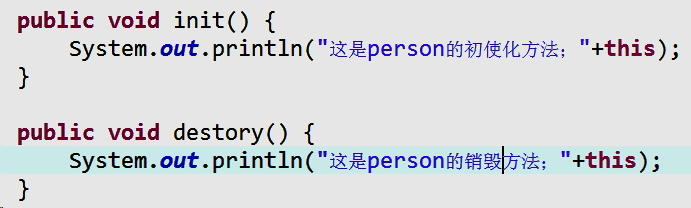 public void init() {
    System.out.println("这是person的初使化方法；"+this);
}
public void destory() {
    System.out.println("这是person的销毁方法；"+this);
}